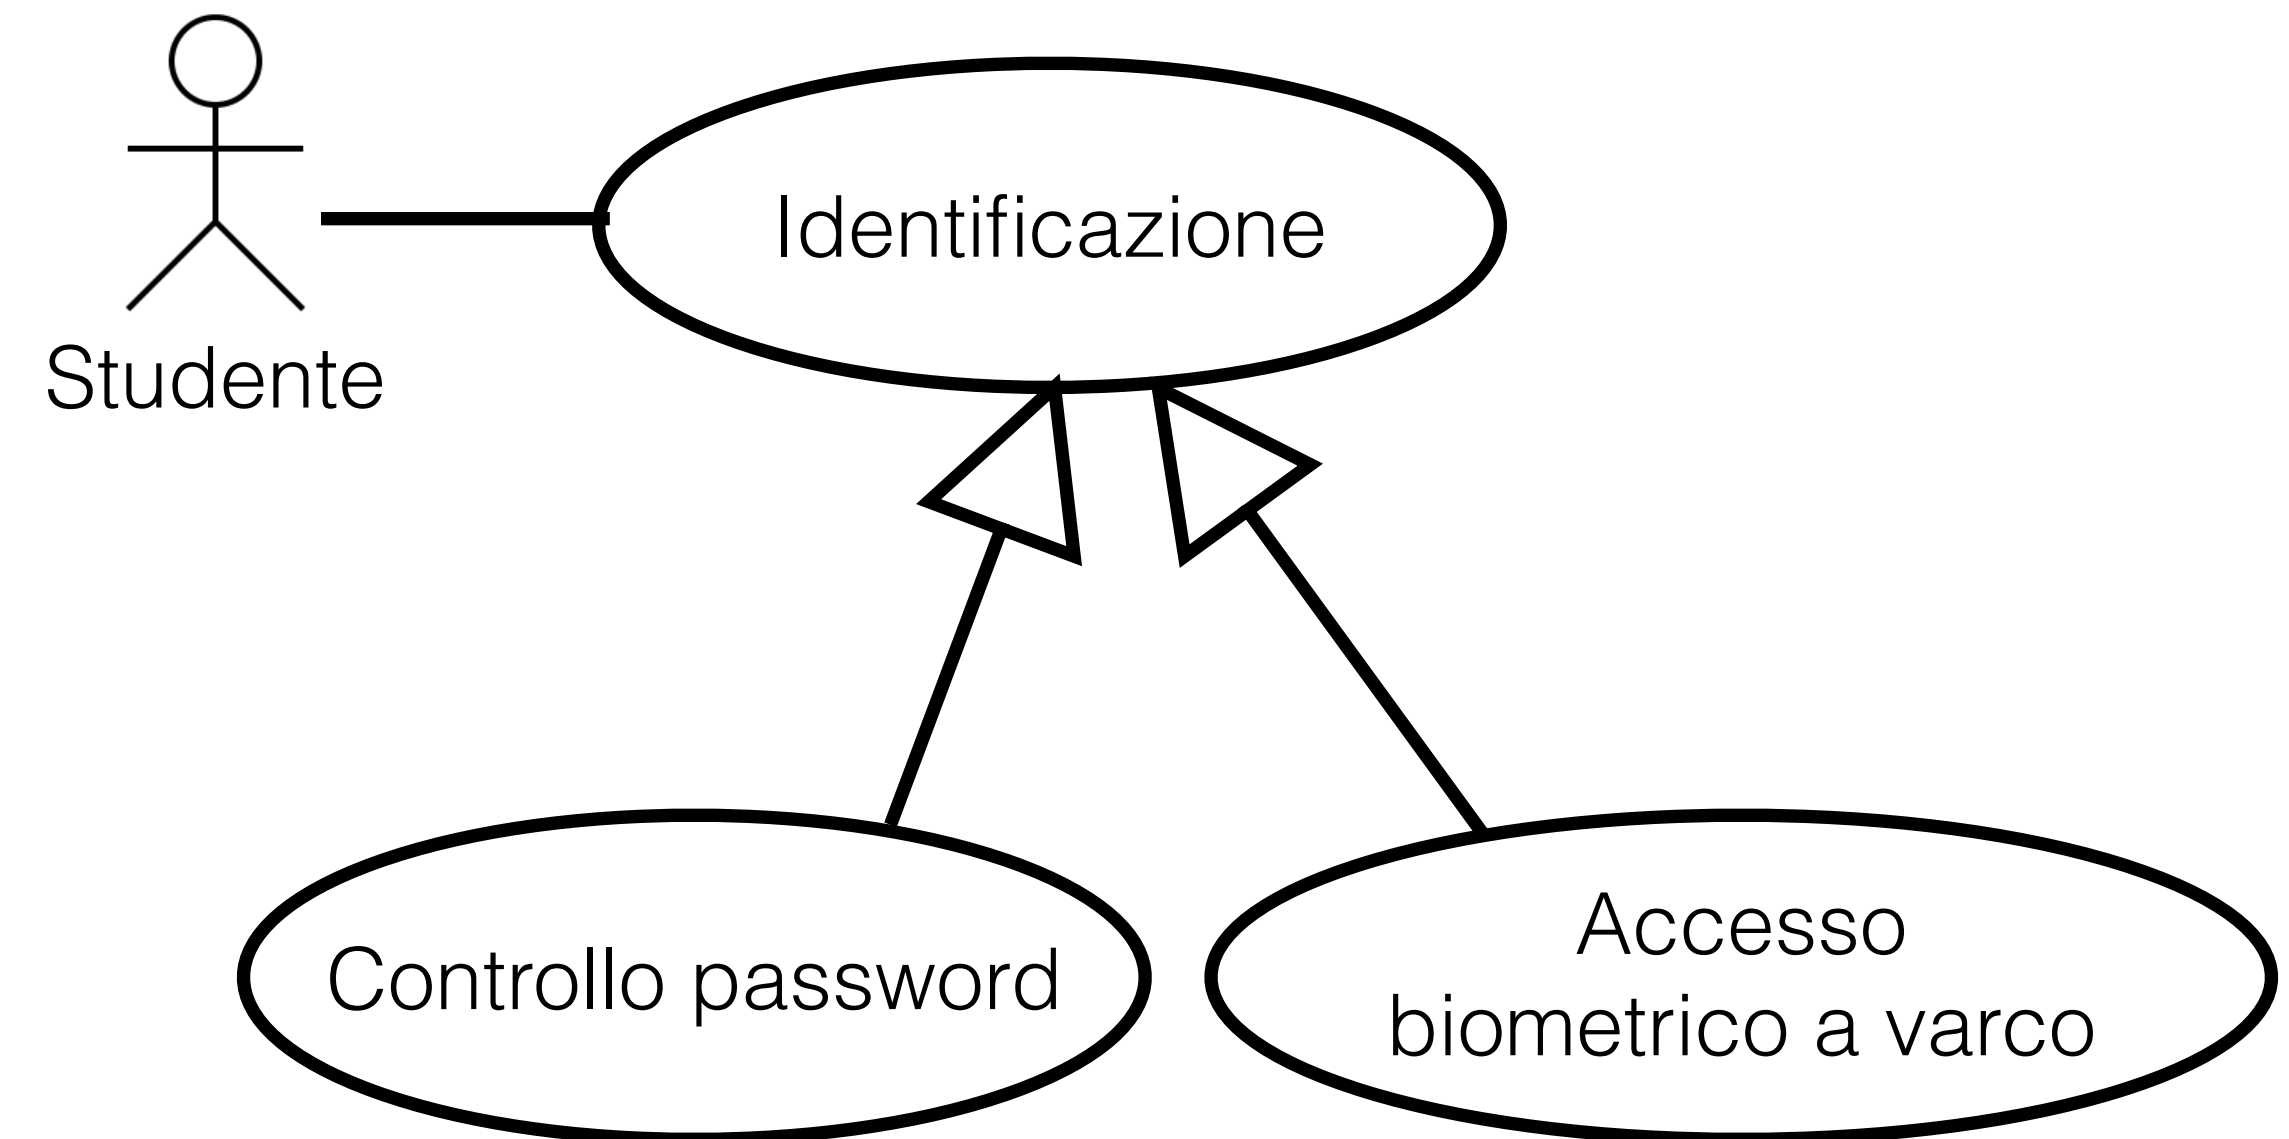 Identificazione
Studente
Controllo password
Accesso
biometrico a varco